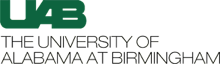 UAB
THE UNIVERSITY OF
ALABAMA AT BIRMINGHAM